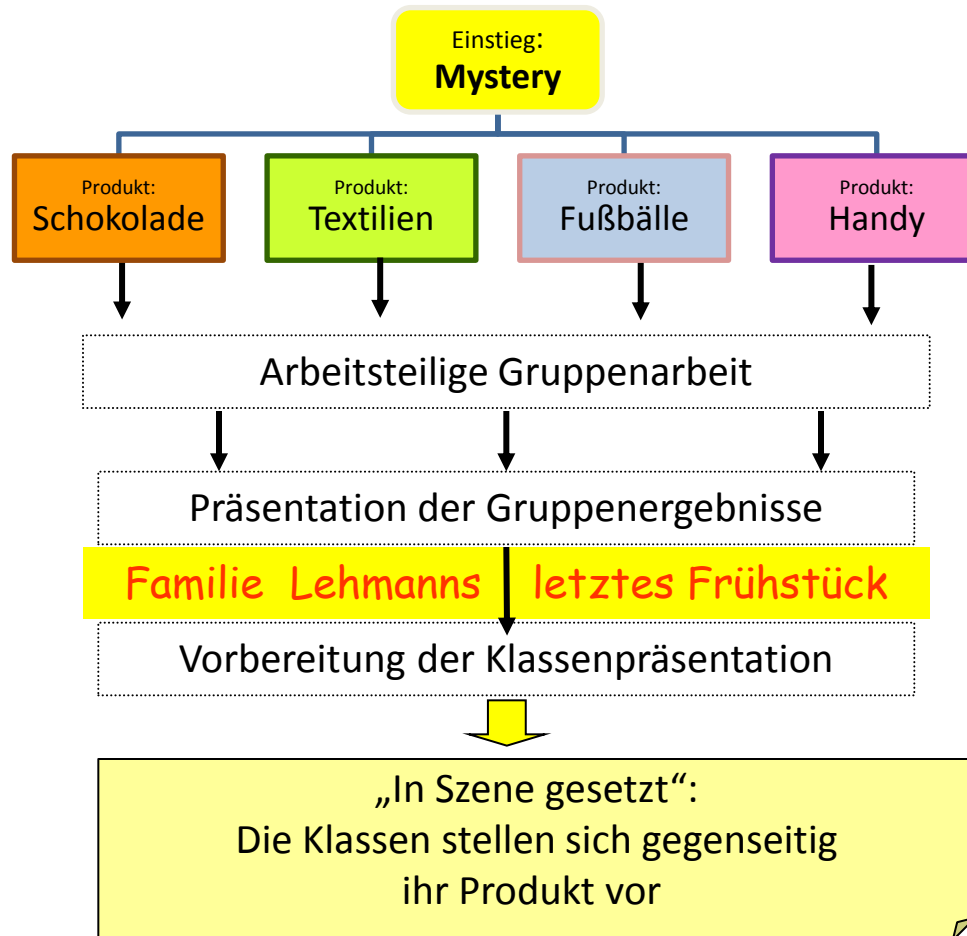 Einstieg:
Mystery
Produkt:
Schokolade
Produkt:
Textilien
Produkt:
Fußbälle
Produkt:
Handy
Arbeitsteilige Gruppenarbeit
Präsentation der Gruppenergebnisse
Familie Lehmanns letztes Frühstück
Vorbereitung der Klassenpräsentation
„In Szene gesetzt“:
Die Klassen stellen sich gegenseitig
ihr Produkt vor